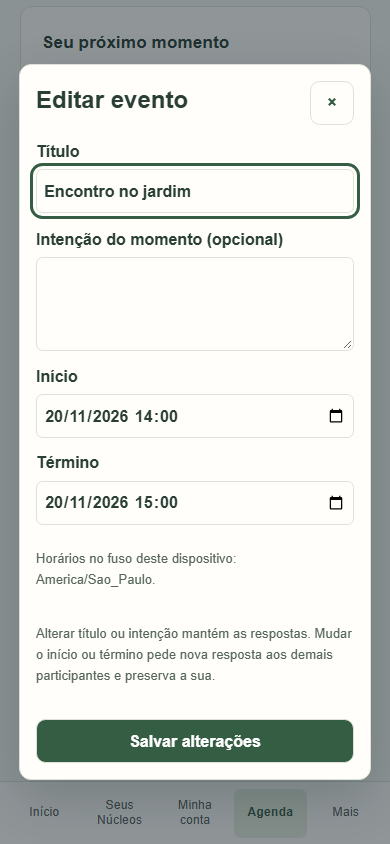 Seu próximo momento
Editar evento
×
Título
Encontro no jardim
Intenção do momento (opcional)
Início
20/11/2026 14:00
Término
20/11/2026 15:00
Horários no fuso deste dispositivo:
America/Sao_Paulo.
Alterar título ou intenção mantém as respostas. Mudar
o início ou término pede nova resposta aos demais
participantes e preserva a sua.
Salvar alterações
Início
Seus
Núcleos
Minha
conta
Agenda
Mais